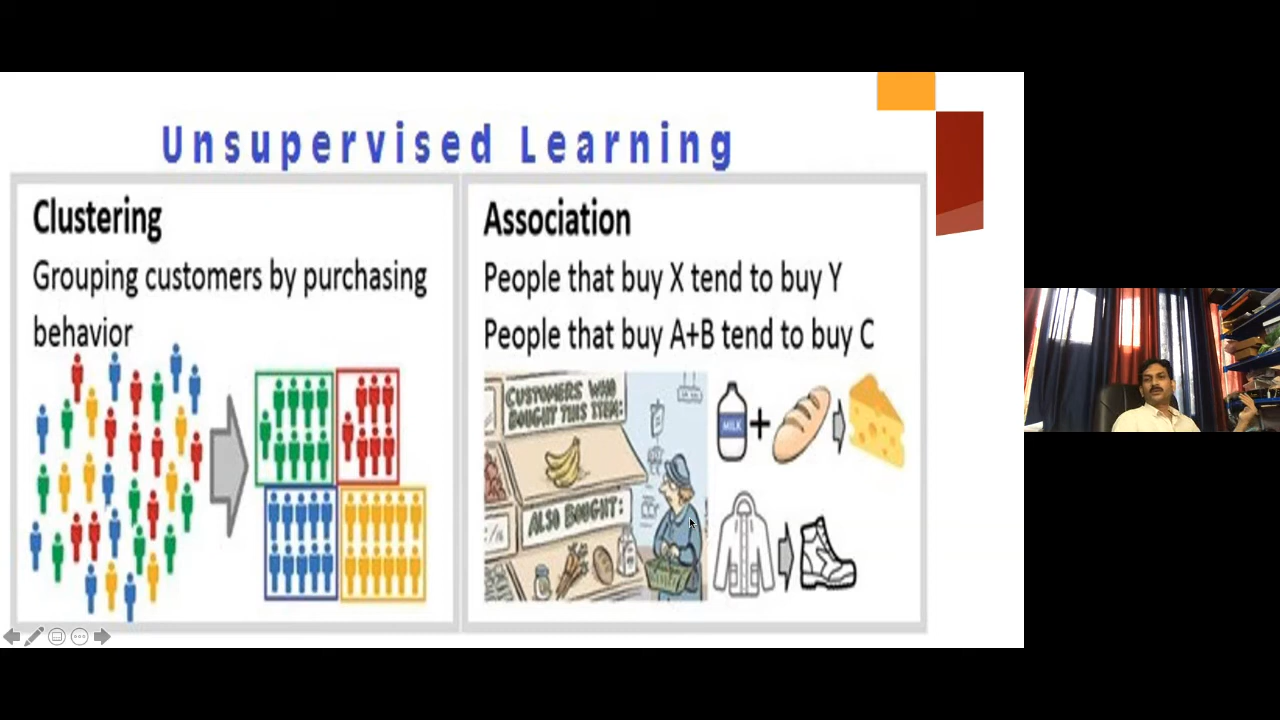 Unsupervised Learning
Clustering
Grouping customers by purchasing
behavior
Association
People that buy X tend to buy Y
People that buy A+B tend to buy C
CUSTOMERS WHO
BOUGHT THIS ITEM:
ALSO BOUGHT:
MILK